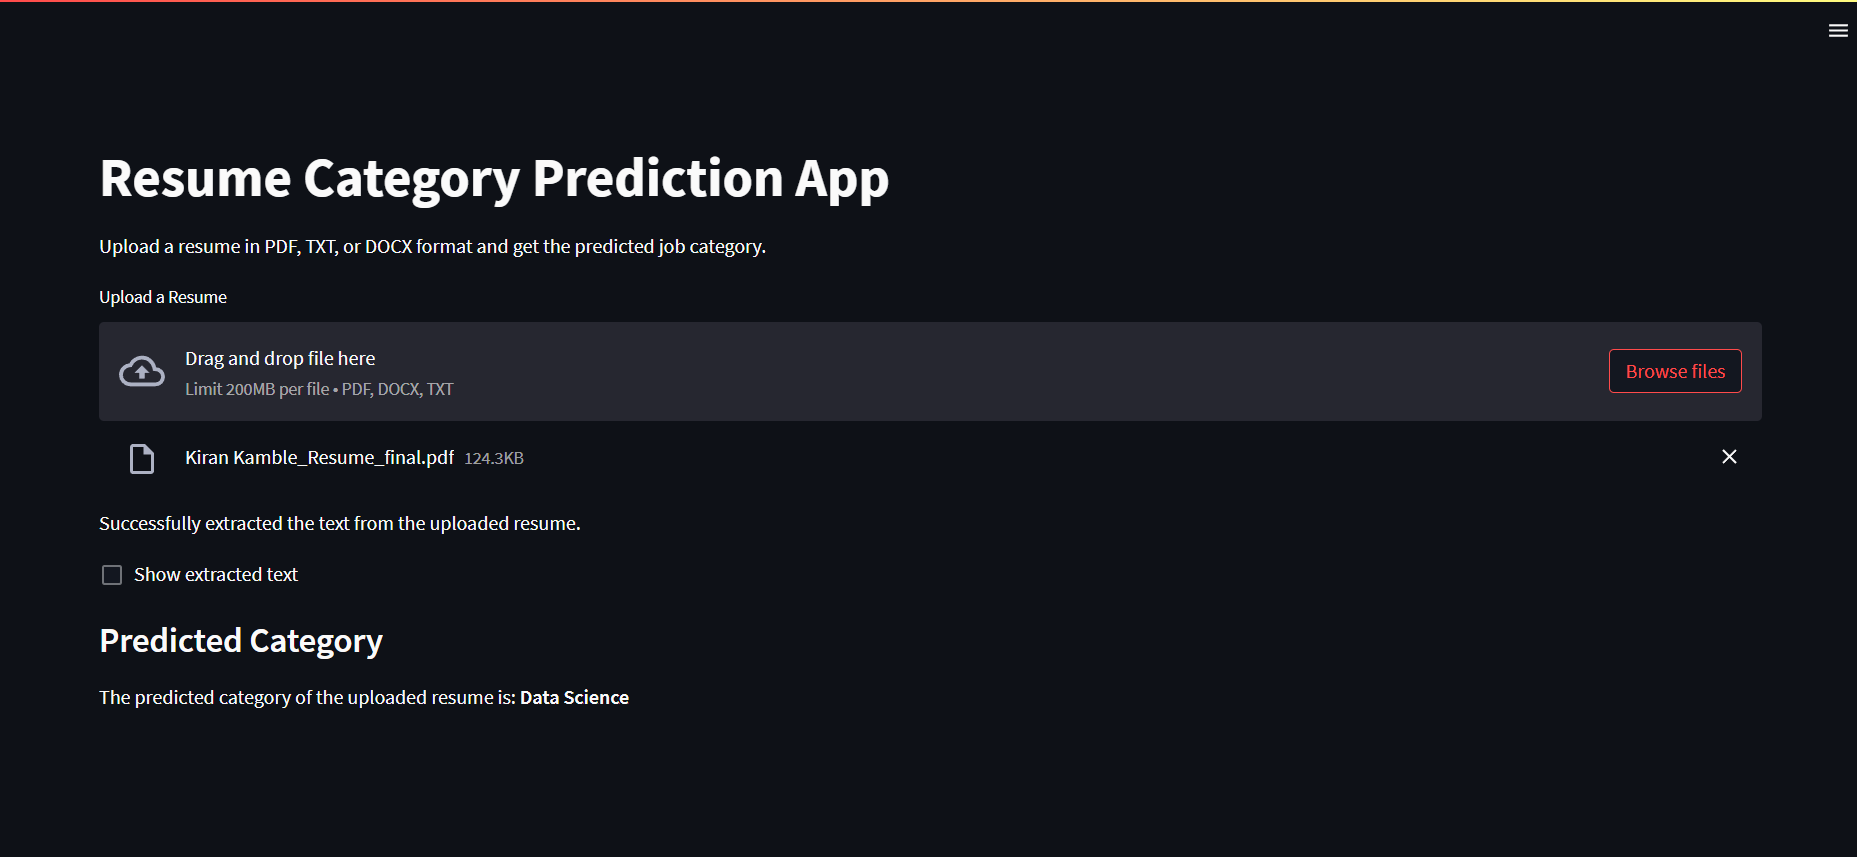 Resume Category Prediction App
Upload a resume in PDF, TXT, or DOCX format and get the predicted job category.
Upload a Resume
Drag and drop file here
Limit 200MB per file • PDF, DOCX, TXT
Browse files
Kiran Kamble_Resume_final.pdf 124.3KB
Successfully extracted the text from the uploaded resume.
Show extracted text
Predicted Category
The predicted category of the uploaded resume is: Data Science